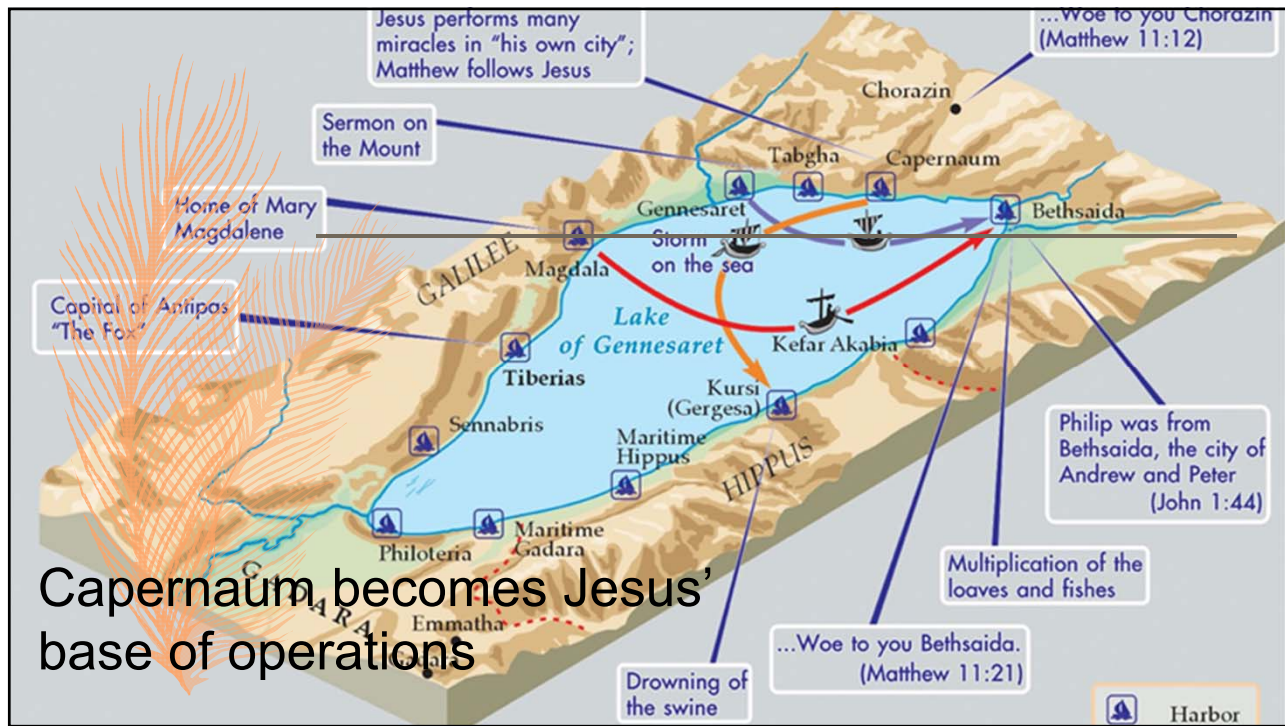 Jesus performs many
miracles in “his own city”;
Matthew follows Jesus
...Woe to you Chorazin
(Matthew 11:12)
Chorazin
Sermon on
the Mount
Tabgha
Capernaum
Home of Mary
Magdalene
Gennesaret
Bethsaida
Storm
on the sea
GALILEE
Magdala
Capital of Antipas
“The Fox”
Lake
of Gennesaret
Kefar Akabia
Tiberias
Kursi
(Gergesa)
Sennabris
Maritime
Hippus
HIPPUS
Philip was from
Bethsaida, the city of
Andrew and Peter
(John 1:44)
Philoteria
Maritime
Gadara
Multiplication of the
loaves and fishes
GADARA
Capernaum becomes Jesus’
base of operations
Emmatha
Gadara
...Woe to you Bethsaida.
(Matthew 11:21)
Drowning of
the swine
Harbor